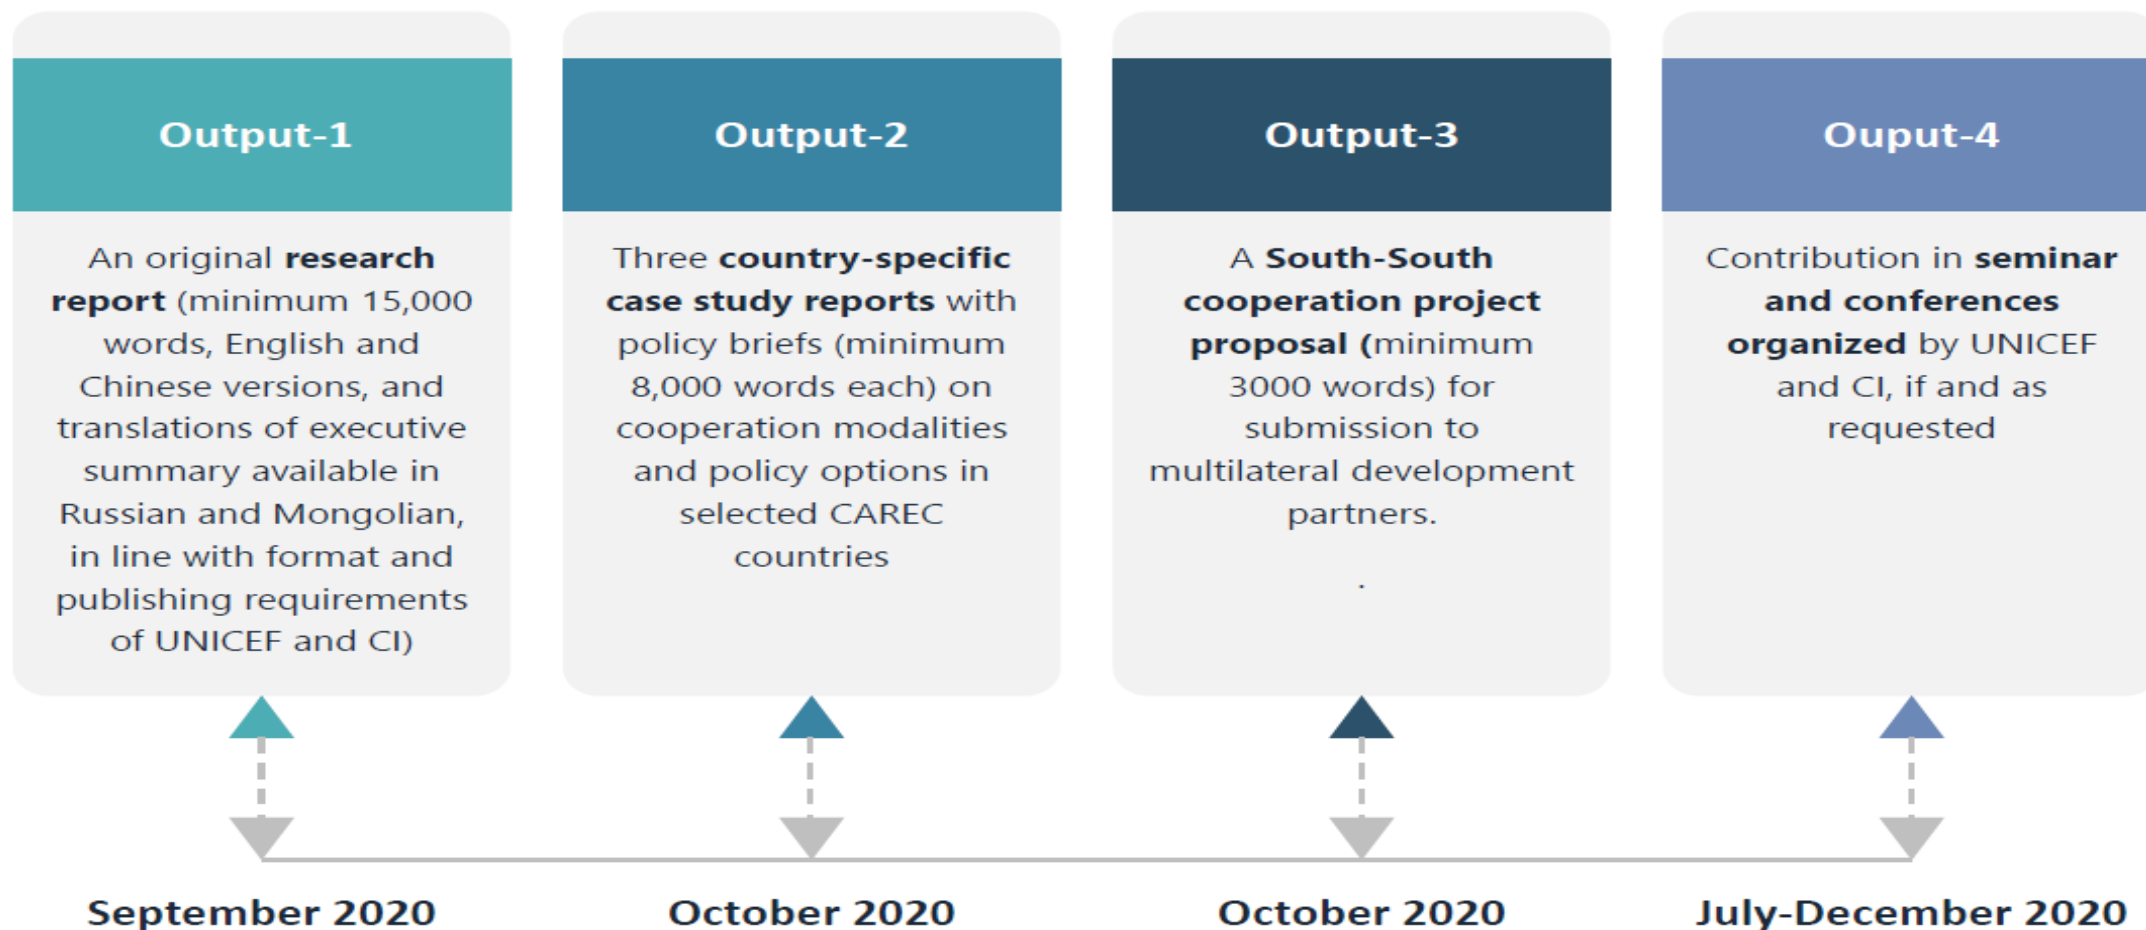 Output-1
An original research
report (minimum 15,000
words, English and
Chinese versions, and
translations of executive
summary available in
Russian and Mongolian,
in line with format and
publishing requirements
of UNICEF and CI)
September 2020
Output-2
Three country-specific
case study reports with
policy briefs (minimum
8,000 words each) on
cooperation modalities
and policy options in
selected CAREC
countries
October 2020
Output-3
A South-South
cooperation project
proposal (minimum
3000 words) for
submission to
multilateral development
partners.
.
October 2020
Ouput-4
Contribution in seminar
and conferences
organized by UNICEF
and CI, if and as
requested
July-December 2020